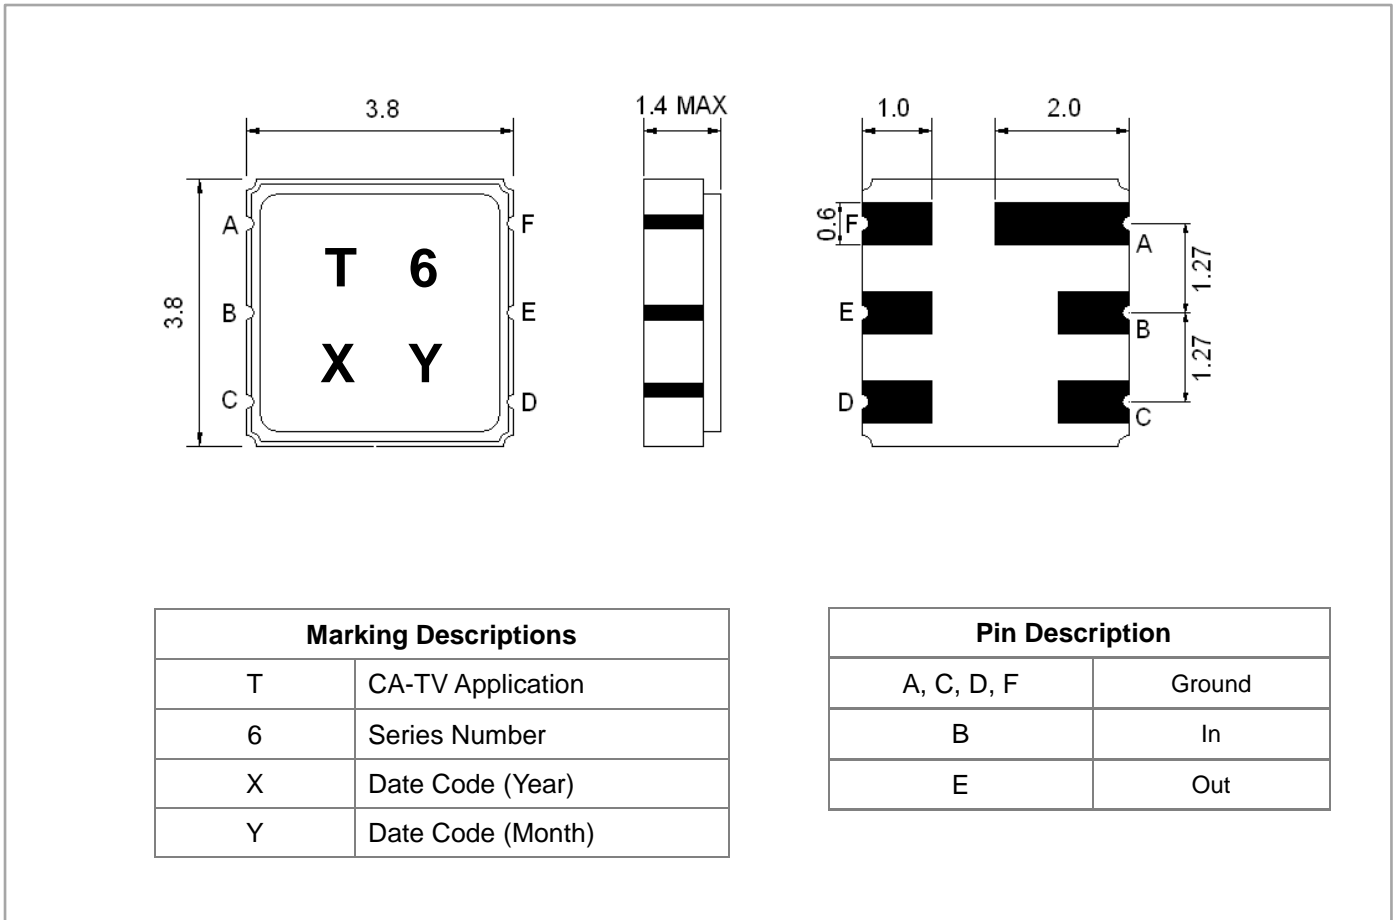 3.8
1.4 MAX
1.0
2.0
3.8
A
B
C
F
E
D
T 6
X Y
0.6
F
E
D
A
B
C
1.27
1.27
Marking Descriptions
T CA-TV Application
6 Series Number
X Date Code (Year)
Y Date Code (Month)
Pin Description
A, C, D, F Ground
B In
E Out